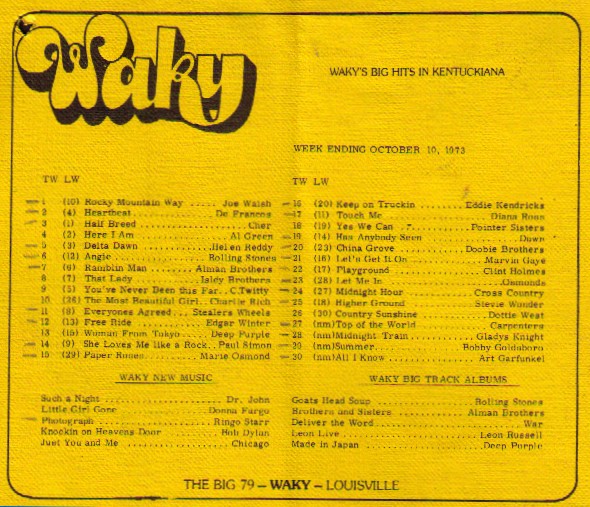 Waky
WAKY'S BIG HITS IN KENTUCKIANA
WEEK ENDING OCTOBER 10, 1973
TW LW
1 (10) Rocky Mountain Way ..... Joe Walsh
2 (4) Heartbeat ............ De Francos
3 (1) Half Breed ............ Cher
4 (2) Here I Am ............ Al Green
5 (3) Delta Dawn ............ Helen Reddy
6 (12) Angie ............ Rolling Stones
7 (6) Ramblin Man ..... Alman Brothers
8 (7) That Lady ..... Isley Brothers
9 (5) You've Never Been this Far.. C.Twitty
10 (26) The Most Beautiful Girl.. Charlie Rich
11 (8) Everyones Agreed... Stealers Wheels
12 (13) Free Ride ........ Edgar Winter
13 (15) Woman From Tokyo..... Deep Purple
14 (9) She Loves Me like a Rock.. Paul Simon
15 (29) Paper Roses............ Marie Osmond
TW LW
16 (20) Keep on Truckin ....... Eddie Kendricks
17 (11) Touch Me............ Diana Ross
18 (19) Yes We Can ....... Pointer Sisters
19 (14) Has Anybody Seen ............ Dawn
20 (23) China Grove ....... Doobie Brothers
21 (16) Let's Get It On............ Marvin Gaye
22 (17) Playground............ Clint Holmes
23 (28) Let Me In ............ Osmonds
24 (27) Midnight Hour ....... Cross Country
25 (18) Higher Ground ....... Stevie Wonder
26 (30) Country Sunshine ....... Dottie West
27 (nm) Top of the World ....... Carpenters
28 (nm) Midnight Train....... Gladys Knight
(nm) Summer....... Bobby Goldsboro
30 (nm) All I Know ....... Art Garfunkel
WAKY NEW MUSIC
Such a Night ............ Dr. John
Little Girl Gone ....... Donna Fargo
Photograph ............ Ringo Starr
Knockin on Heavens Door ....... Bob Dylan
Just You and Me ............ Chicago
WAKY BIG TRACK ALBUMS
Goats Head Soup ............ Rolling Stones
Brothers and Sisters ....... Alman Brothers
Deliver the Word............ War
Leon Live............ Leon Russell
Made in Japan ............ Deep Purple
THE BIG 79 – WAKY – LOUISVILLE